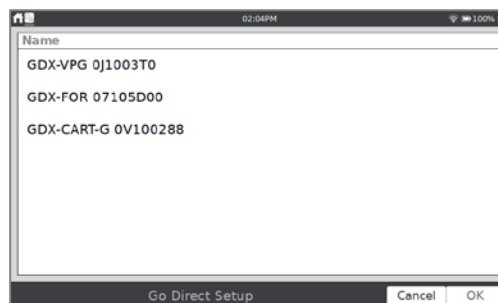 02:04PM 100%
Name
GDX-VPG 0J1003T0
GDX-FOR 07105D00
GDX-CART-G 0V100288
Go Direct Setup Cancel OK